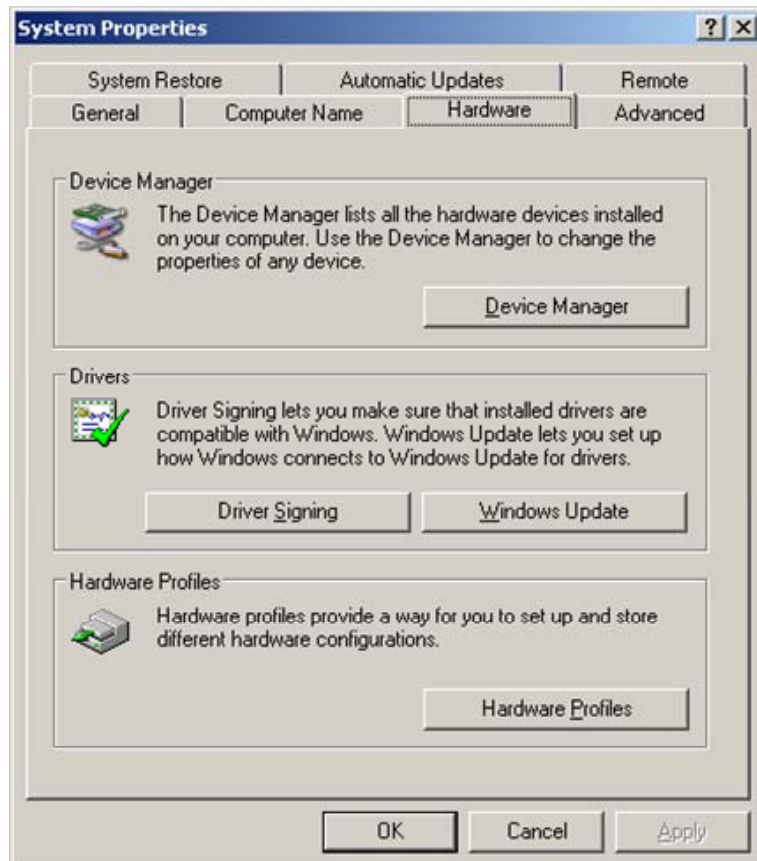 System Properties
System Restore
Automatic Updates
Remote
General
Computer Name
Hardware
Advanced
Device Manager
The Device Manager lists all the hardware devices installed
on your computer. Use the Device Manager to change the
properties of any device.
Device Manager
Drivers
Driver Signing lets you make sure that installed drivers are
compatible with Windows. Windows Update lets you set up
how Windows connects to Windows Update for drivers.
Driver Signing
Windows Update
Hardware Profiles
Hardware profiles provide a way for you to set up and store
different hardware configurations.
Hardware Profiles
OK
Cancel
Apply